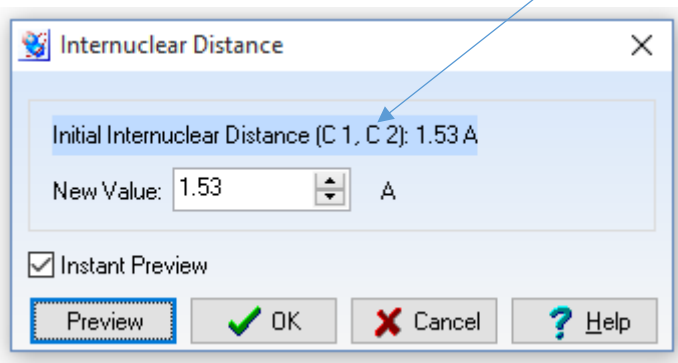 Internuclear Distance
Initial Internuclear Distance (C 1, C 2): 1.53 A
New Value: 1.53 A
Instant Preview
Preview OK Cancel Help